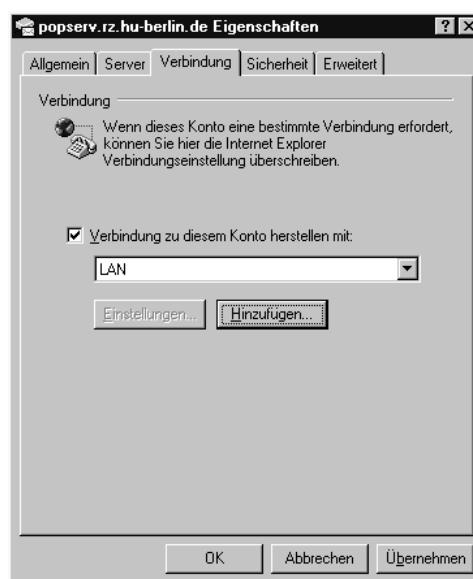 popserv.rz.hu-berlin.de Eigenschaften
Allgemein Server Verbindung Sicherheit Erweitert
Verbindung
Wenn dieses Konto eine bestimmte Verbindung erfordert,
können Sie hier die Internet Explorer
Verbindungseinstellung überschreiben.
Verbindung zu diesem Konto herstellen mit:
LAN
Einstellungen... Hinzufügen...
OK Abbrechen Übernehmen